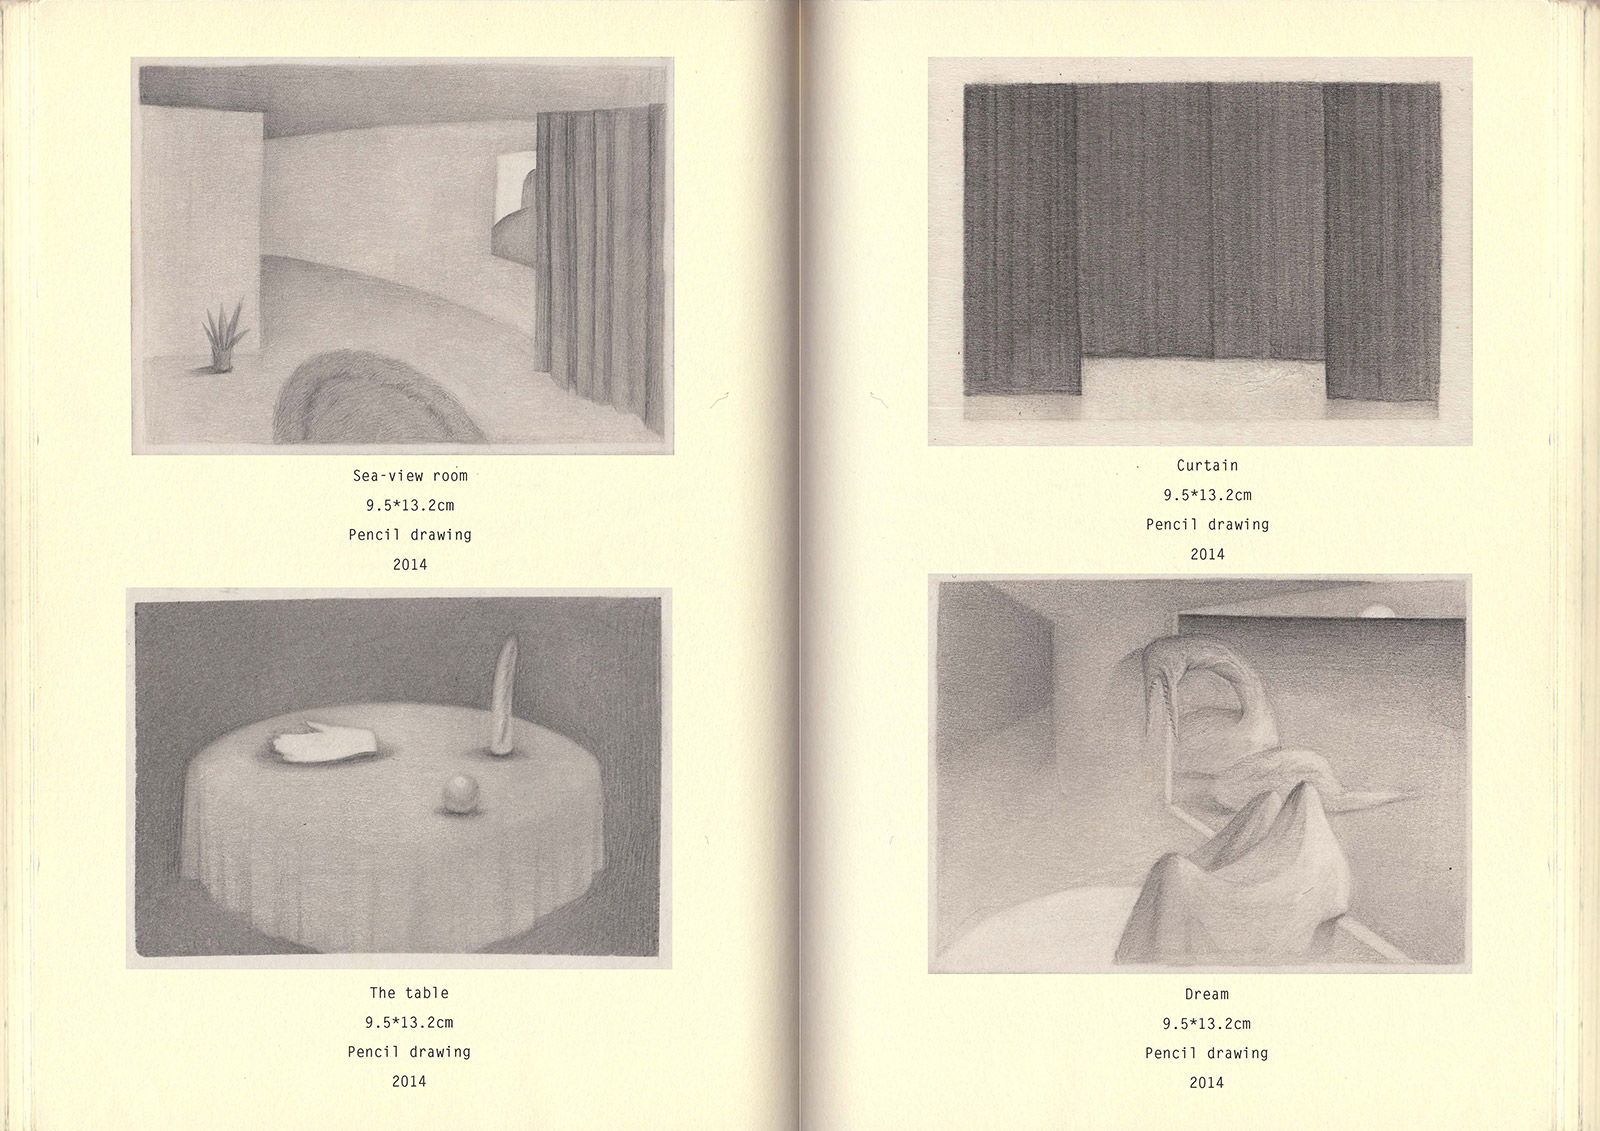 Sea-view room
9.5*13.2cm
Pencil drawing
2014
The table
9.5*13.2cm
Pencil drawing
2014
Curtain
9.5*13.2cm
Pencil drawing
2014
Dream
9.5*13.2cm
Pencil drawing
2014